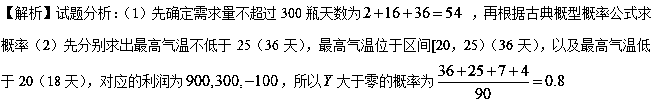 【解析】试题分析：（1）先确定需求量不超过 300 瓶天数为 2+16+36=54 ，再根据古典概型概率公式求
概率（2）先分别求出最高气温不低于 25（36 天），最高气温位于区间[20，25）（36 天），以及最高气温低
于 20（18 天），对应的利润为 900,300,-100，所以 Y 大于零的概率为 \frac{36+25+7+4}{90}=0.8